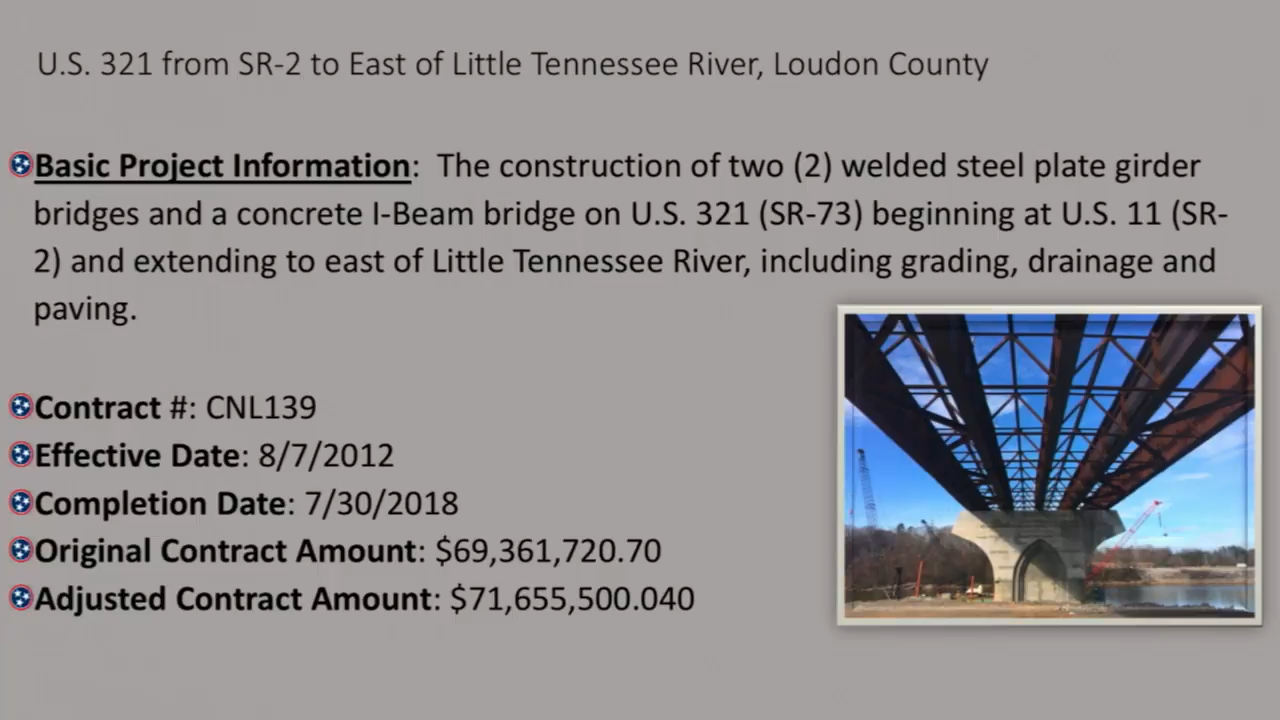 U.S. 321 from SR-2 to East of Little Tennessee River, Loudon County
Basic Project Information: The construction of two (2) welded steel plate girder
bridges and a concrete I-Beam bridge on U.S. 321 (SR-73) beginning at U.S. 11 (SR-
2) and extending to east of Little Tennessee River, including grading, drainage and
paving.
Contract #: CNL139
Effective Date: 8/7/2012
Completion Date: 7/30/2018
Original Contract Amount: $69,361,720.70
Adjusted Contract Amount: $71,655,500.040